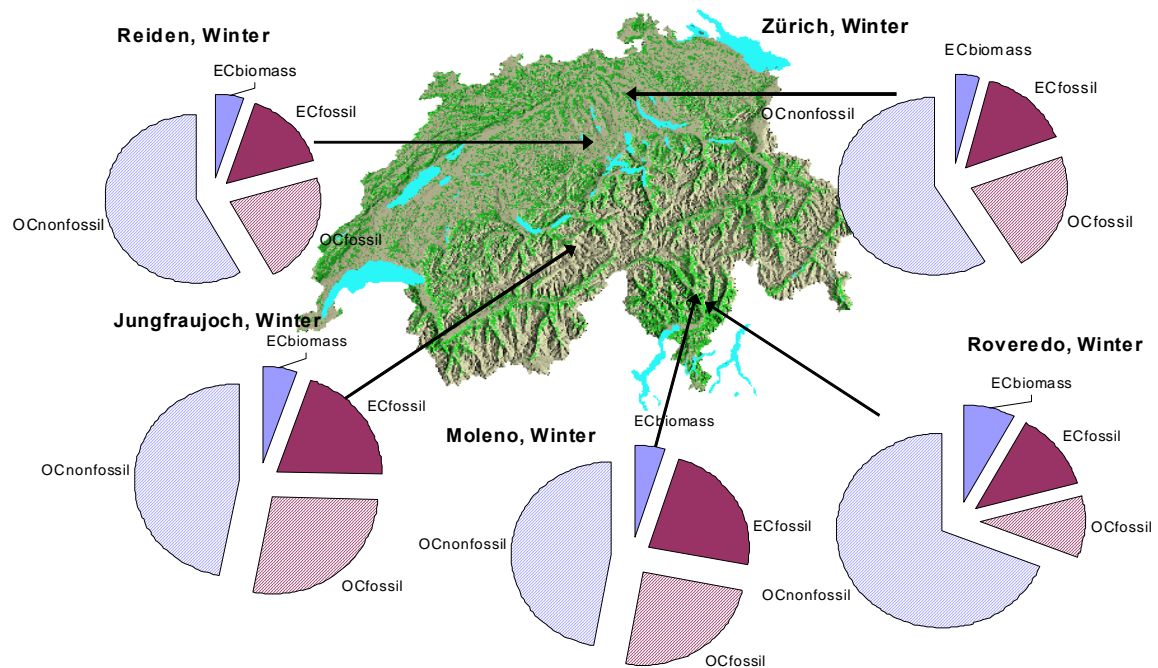 Reiden, Winter
ECbiomass
ECfossil
OCnonfossil
OCfossil
Zürich, Winter
ECbiomass
ECfossil
OCnonfossil
OCfossil
Jungfraujoch, Winter
ECbiomass
ECfossil
OCnonfossil
OCfossil
Moleno, Winter
ECbiomass
ECfossil
OCnonfossil
OCfossil
Roveredo, Winter
ECbiomass
ECfossil
OCfossil
OCnonfossil